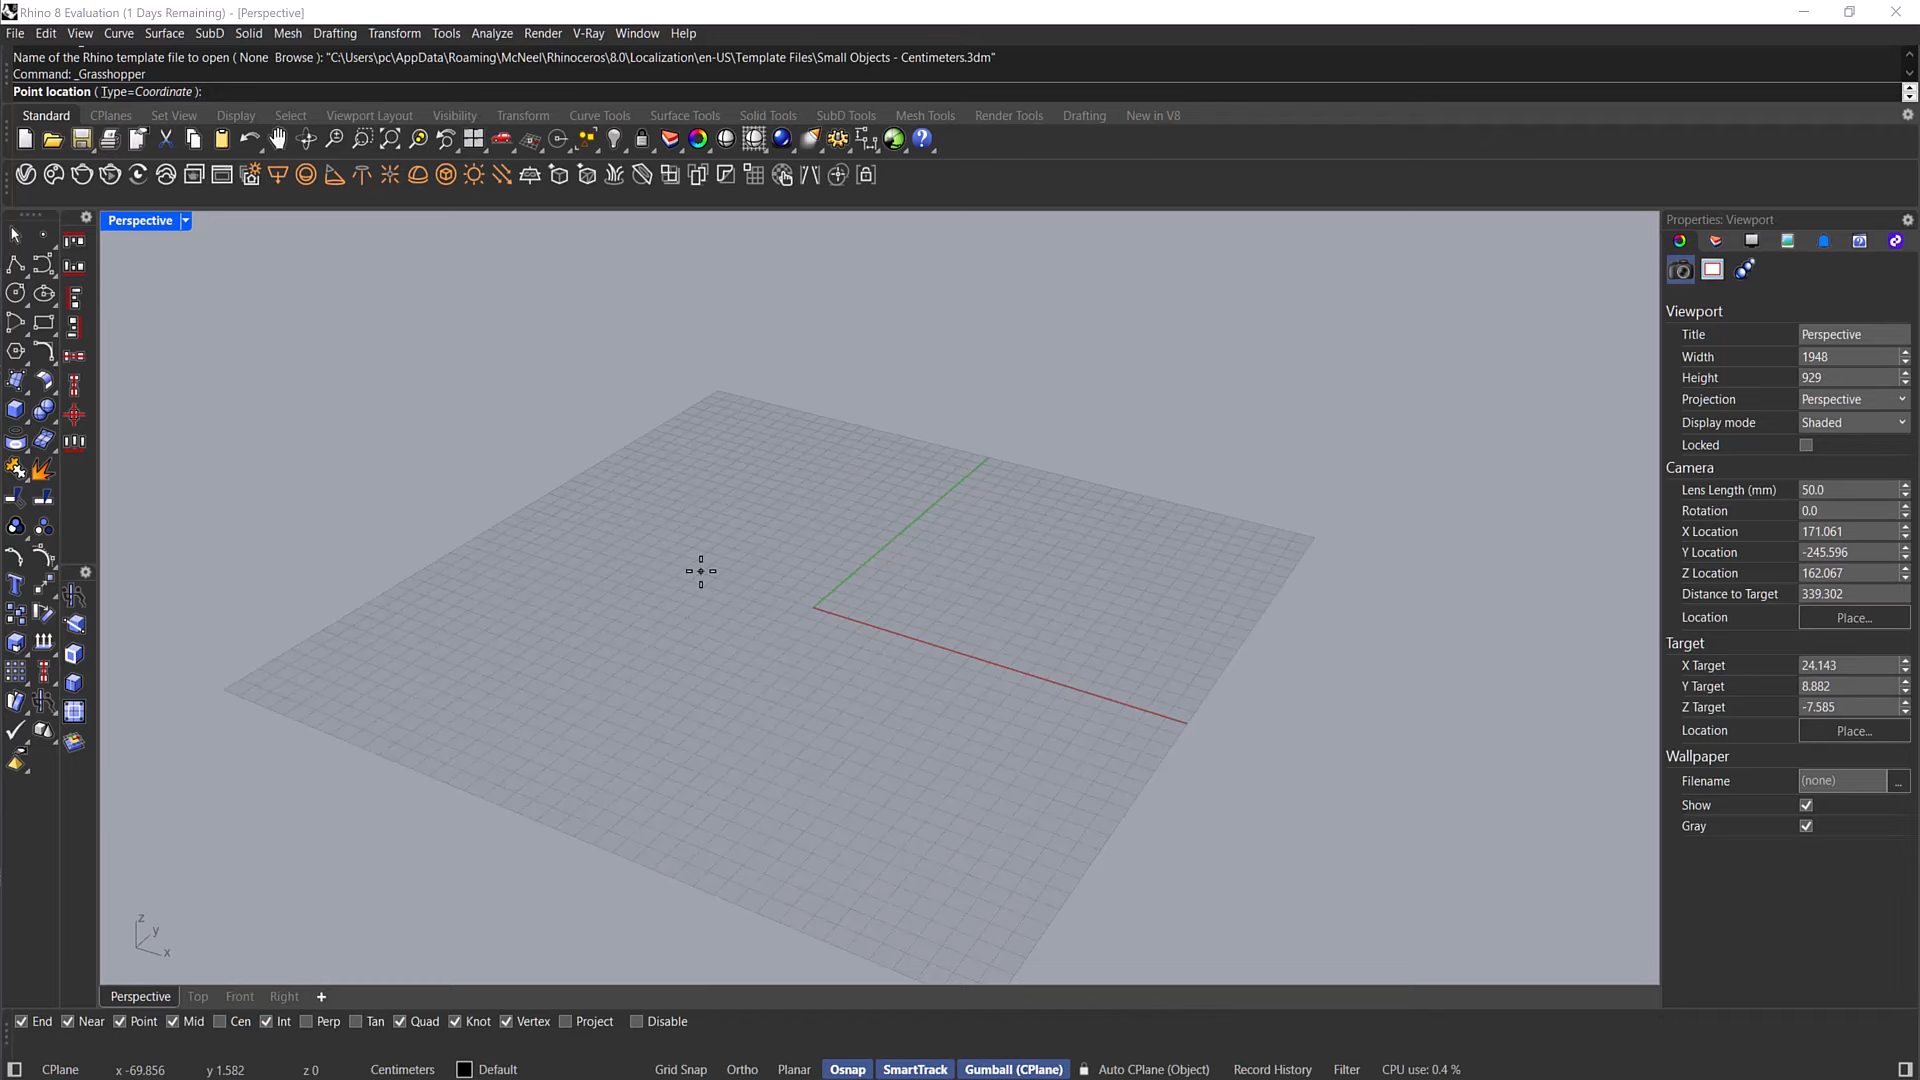 Rhino 8 Evaluation (1 Days Remaining) - [Perspective]
File Edit View Curve Surface SubD Solid Mesh Drafting Transform Tools Analyze Render V-Ray Window Help
Name of the Rhino template file to open ( None Browse ): "C:\Users\pc\AppData\Roaming\McNeel\Rhinoceros\8.0\Localization\en-US\Template Files\Small Objects - Centimeters.3dm"
Command: _Grasshopper
Point location ( Type=Coordinate ):
Standard CPlanes Set View Display Select Viewport Layout Visibility Transform Curve Tools Surface Tools Solid Tools SubD Tools Mesh Tools Render Tools Drafting New in V8
Perspective
Properties: Viewport
Viewport
Title Perspective
Width 1948
Height 929
Projection Perspective
Display mode Shaded
Locked
Camera
Lens Length (mm) 50.0
Rotation 0.0
X Location 171.061
Y Location -245.596
Z Location 162.067
Distance to Target 339.302
Location Place...
Target
X Target 24.143
Y Target 8.882
Z Target -7.585
Location Place...
Wallpaper
Filename (none) ...
Show
Gray
z
y
x
Perspective Top Front Right
End Near Point Mid Cen Int Perp Tan Quad Knot Vertex Project Disable
CPlane x -69.856 y 1.582 z 0 Centimeters Default Grid Snap Ortho Planar Osnap SmartTrack Gumball (CPlane) Auto CPlane (Object) Record History Filter CPU use: 0.4 %